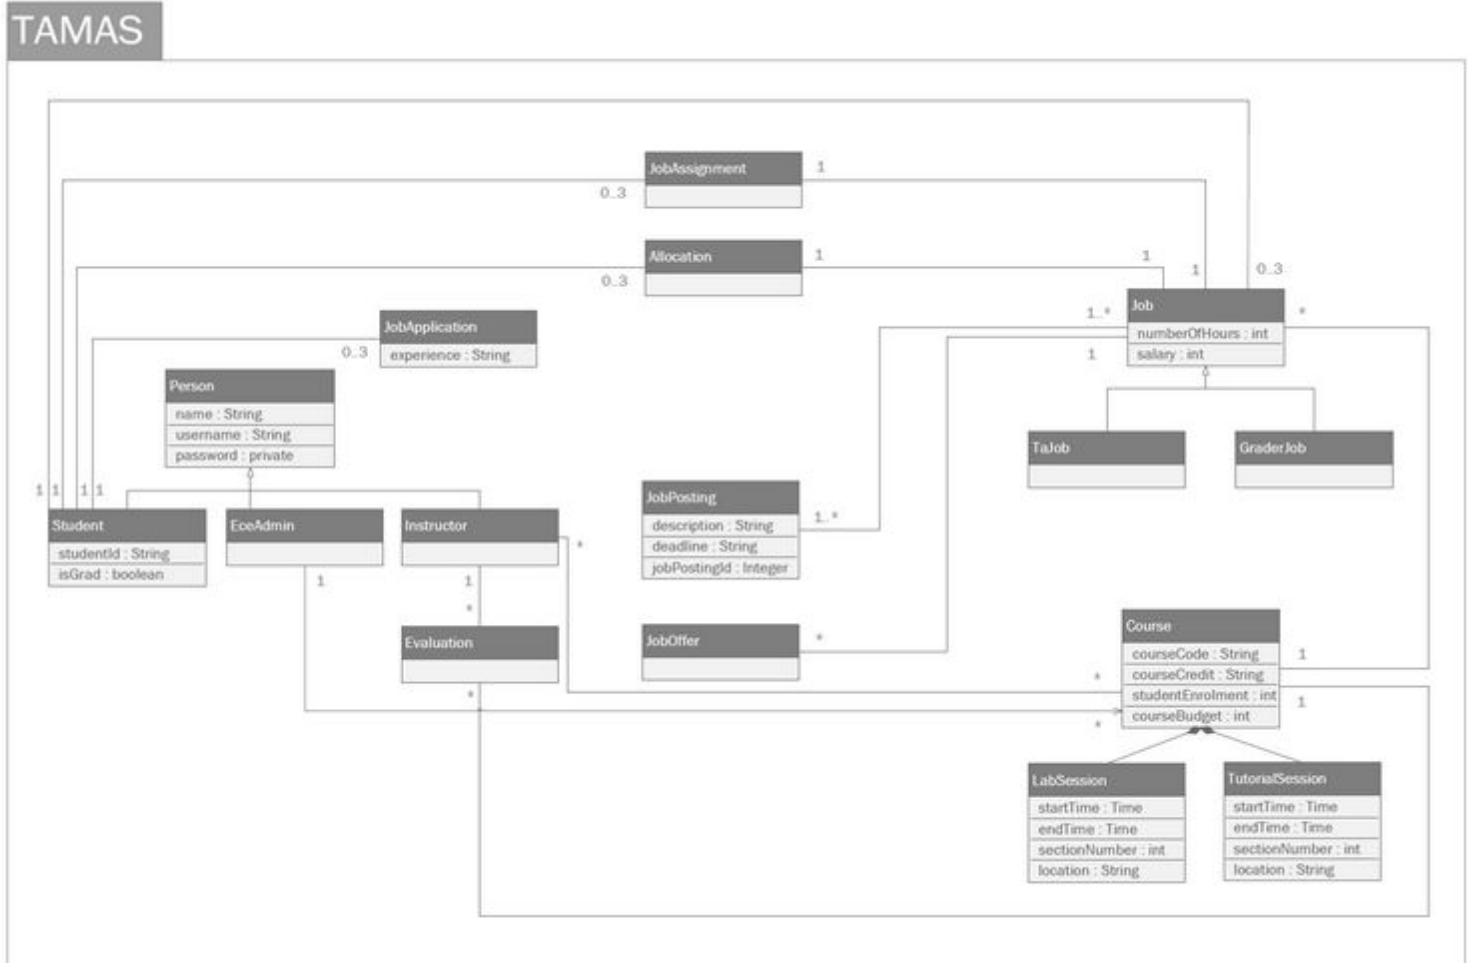 TAMAS
JobAssignment
1
0..3
Allocation
1
1
1
0..3
0..3
Job
numberOfHours : int
salary : int
1..*
*
1
JobApplication
experience : String
0..3
Person
name : String
username : String
password : private
TaJob
GraderJob
1
1
1
1
Student
studentId : String
isGrad : boolean
EceAdmin
1
Instructor
*
1
*
JobPosting
description : String
deadline : String
jobPostingId : Integer
1..*
Evaluation
*
JobOffer
*
Course
courseCode : String
courseCredit : String
studentEnrolment : int
courseBudget : int
1
*
1
*
LabSession
startTime : Time
endTime : Time
sectionNumber : int
location : String
TutorialSession
startTime : Time
endTime : Time
sectionNumber : int
location : String